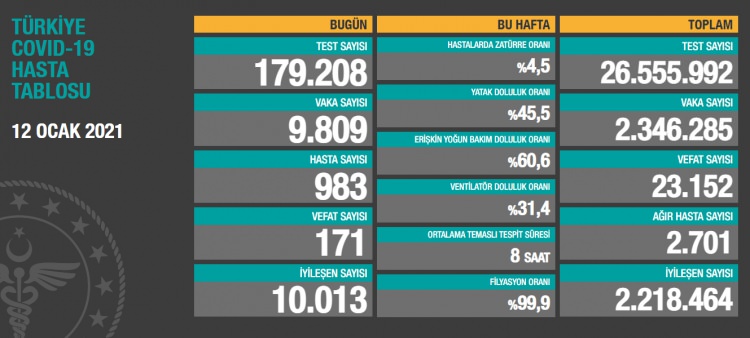 TÜRKİYE
COVID-19
HASTA
TABLOSU
12 OCAK 2021
BUGÜN
TEST SAYISI
179.208
VAKA SAYISI
9.809
HASTA SAYISI
983
VEFAT SAYISI
171
İYİLEŞEN SAYISI
10.013
BU HAFTA
HASTALARDA ZATÜRRE ORANI
%4,5
YATAK DOLULUK ORANI
%45,5
ERİŞKİN YOĞUN BAKIM DOLULUK ORANI
%60,6
VENTİLATÖR DOLULUK ORANI
%31,4
ORTALAMA TEMASLI TESPİT SÜRESİ
8 SAAT
FİLYASYON ORANI
%99,9
TOPLAM
TEST SAYISI
26.555.992
VAKA SAYISI
2.346.285
VEFAT SAYISI
23.152
AĞIR HASTA SAYISI
2.701
İYİLEŞEN SAYISI
2.218.464